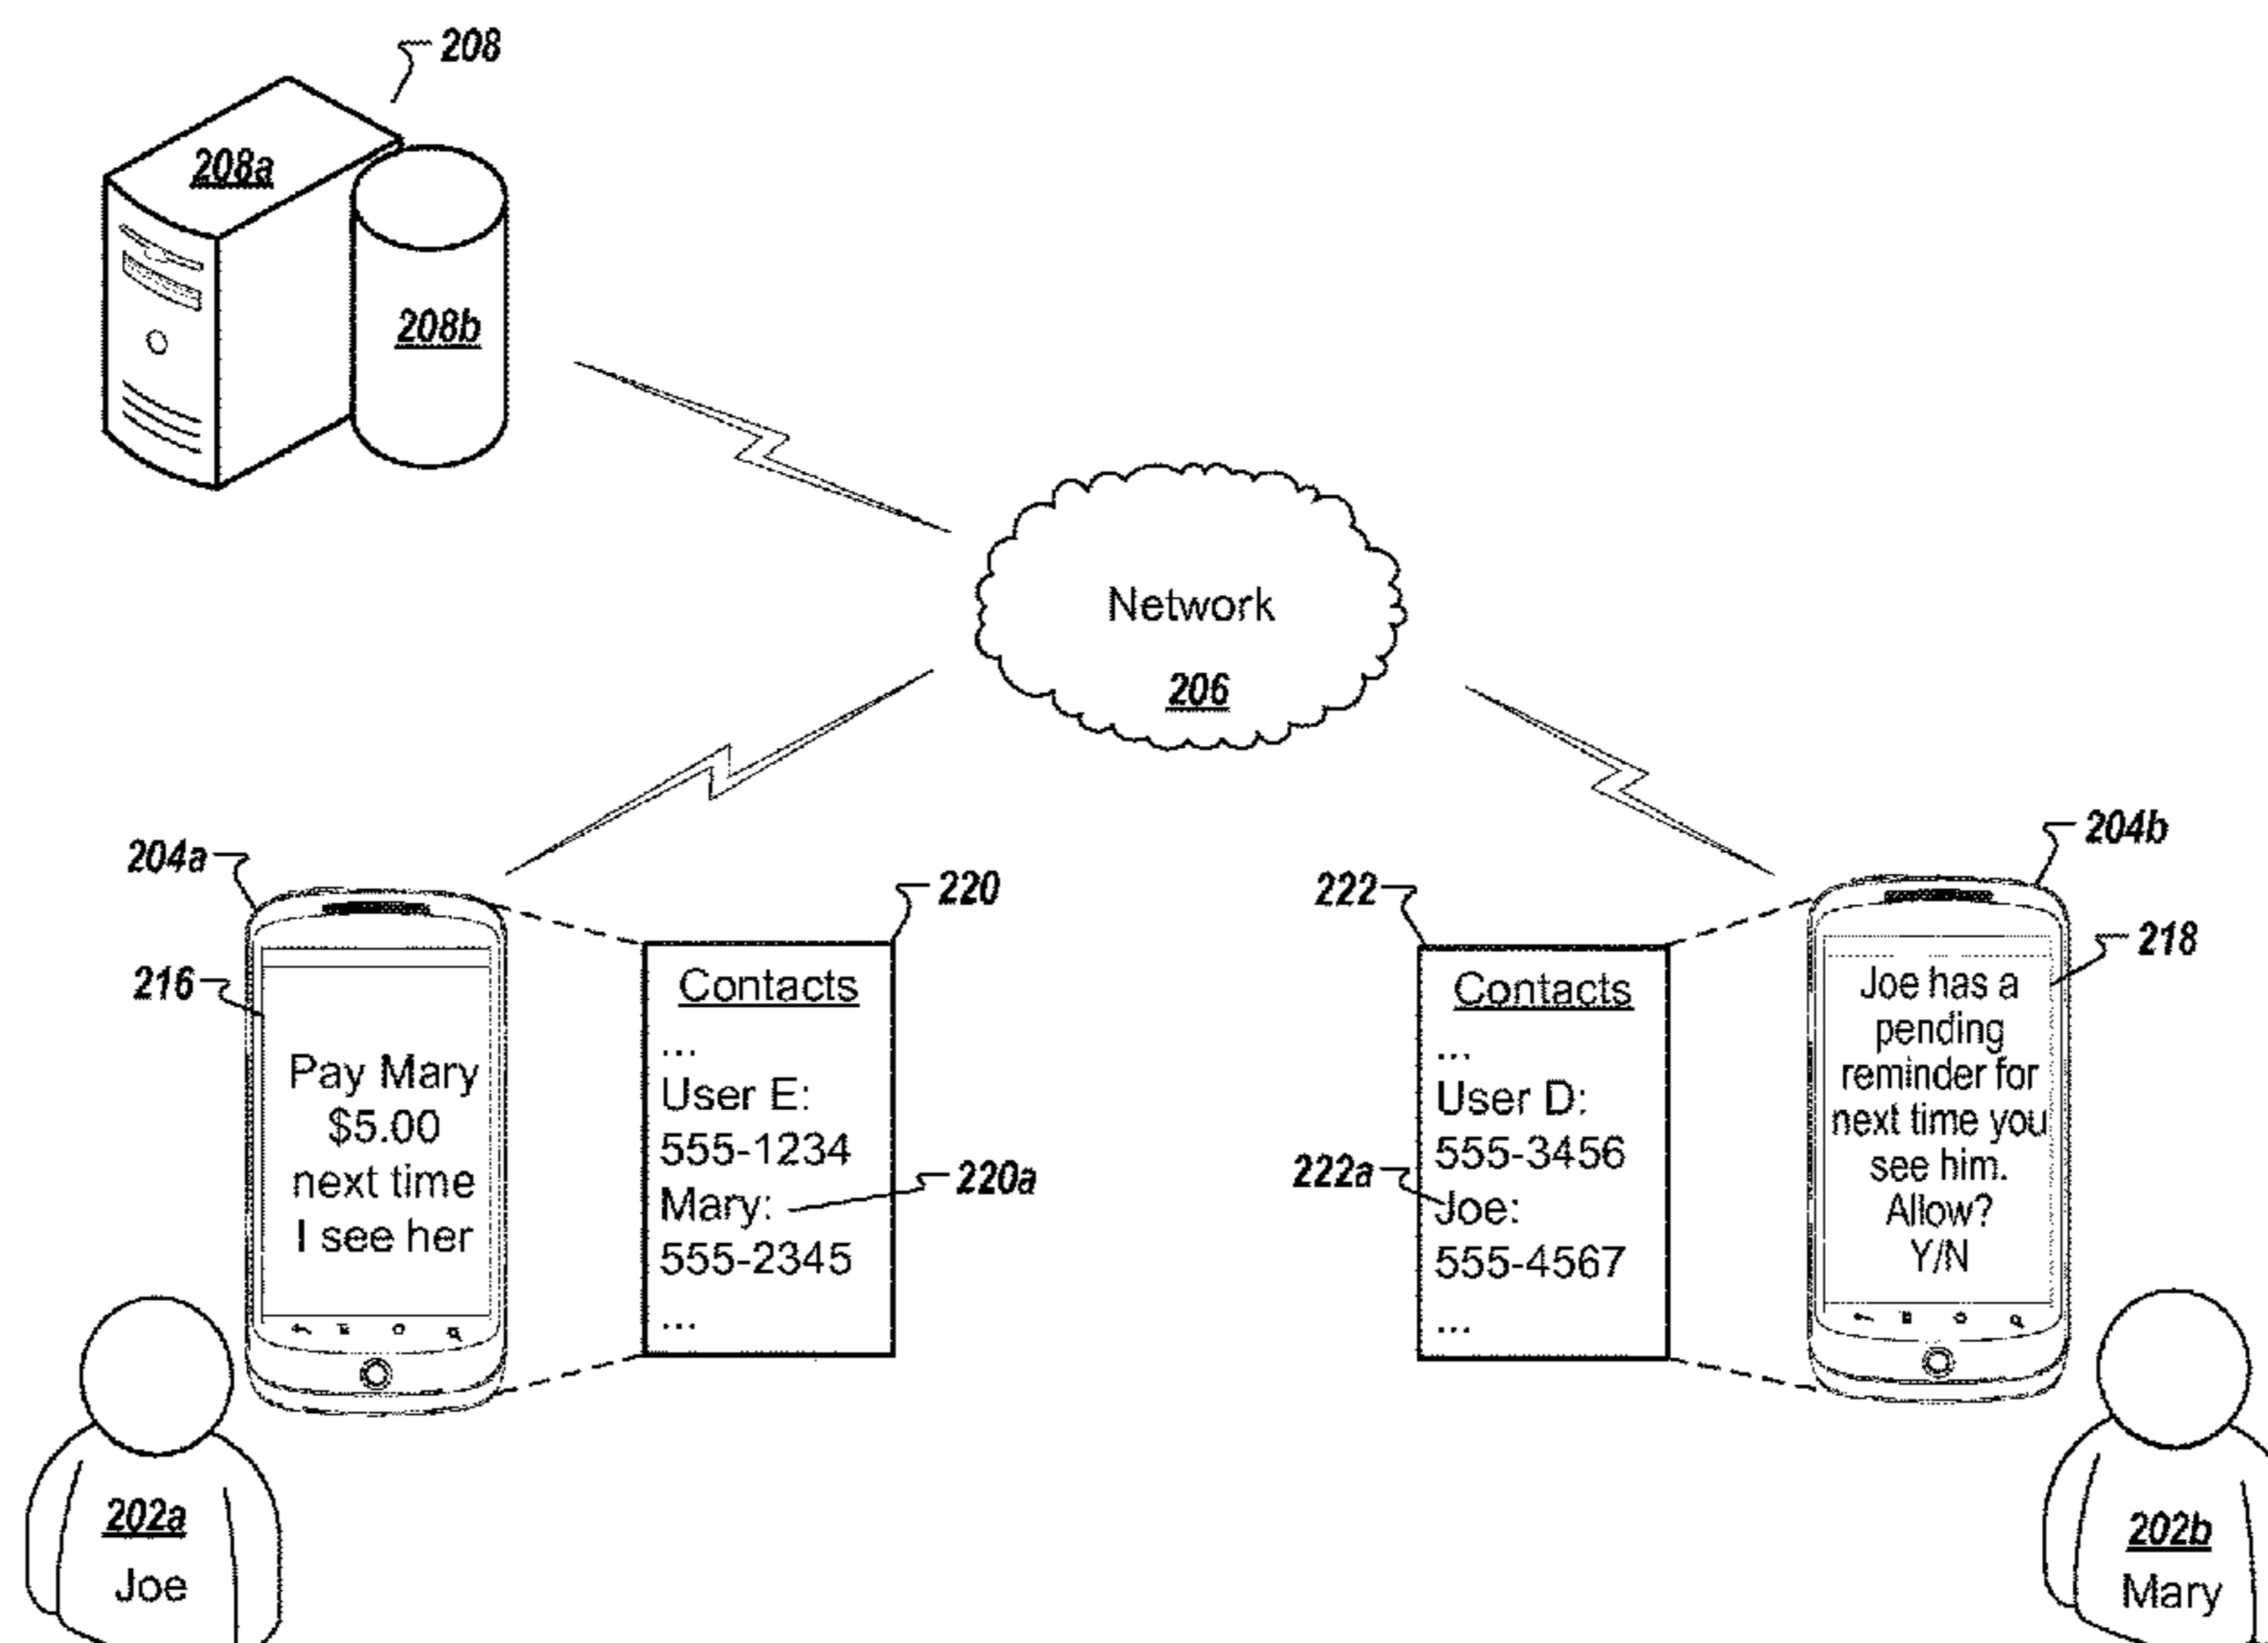 208
208a
208b
Network
206
204a
216
Pay Mary
$5.00
next time
I see her
220
Contacts
...
User E:
555-1234
Mary:
555-2345
...
220a
222
Contacts
...
User D:
555-3456
Joe:
555-4567
...
222a
204b
218
Joe has a
pending
reminder for
next time you
see him.
Allow?
Y/N
202a
Joe
202b
Mary